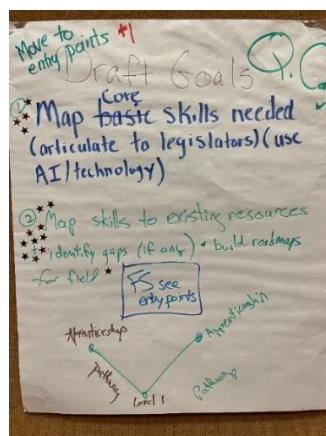 Move to
entry points #1
Draft Goals
Q.C
Core
① Map basic skills needed
(articulate to legislators) (use
AI/technology)
② Map skills to existing resources
+ identify gaps (if any) • build roadmaps
for field
FS see
entry points
Apprenticeship
Apprenticeship
pathway
Pathway
Level 1